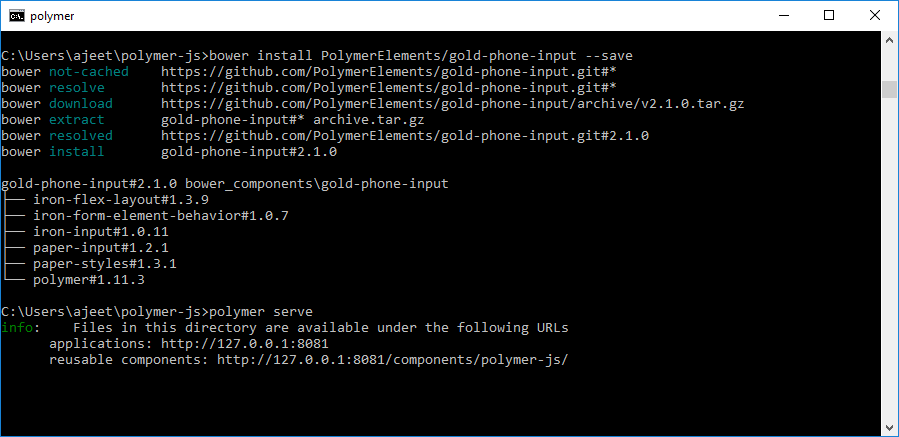 polymer
C:\Users\ajeet\polymer-js>bower install PolymerElements/gold-phone-input --save
bower not-cached    https://github.com/PolymerElements/gold-phone-input.git#*
bower resolve       https://github.com/PolymerElements/gold-phone-input.git#*
bower download      https://github.com/PolymerElements/gold-phone-input/archive/v2.1.0.tar.gz
bower extract       gold-phone-input#* archive.tar.gz
bower resolved      https://github.com/PolymerElements/gold-phone-input.git#2.1.0
bower install       gold-phone-input#2.1.0
gold-phone-input#2.1.0 bower_components\gold-phone-input
├── iron-flex-layout#1.3.9
├── iron-form-element-behavior#1.0.7
├── iron-input#1.0.11
├── paper-input#1.2.1
├── paper-styles#1.3.1
└── polymer#1.11.3
C:\Users\ajeet\polymer-js>polymer serve
info:    Files in this directory are available under the following URLs
      applications: http://127.0.0.1:8081
      reusable components: http://127.0.0.1:8081/components/polymer-js/